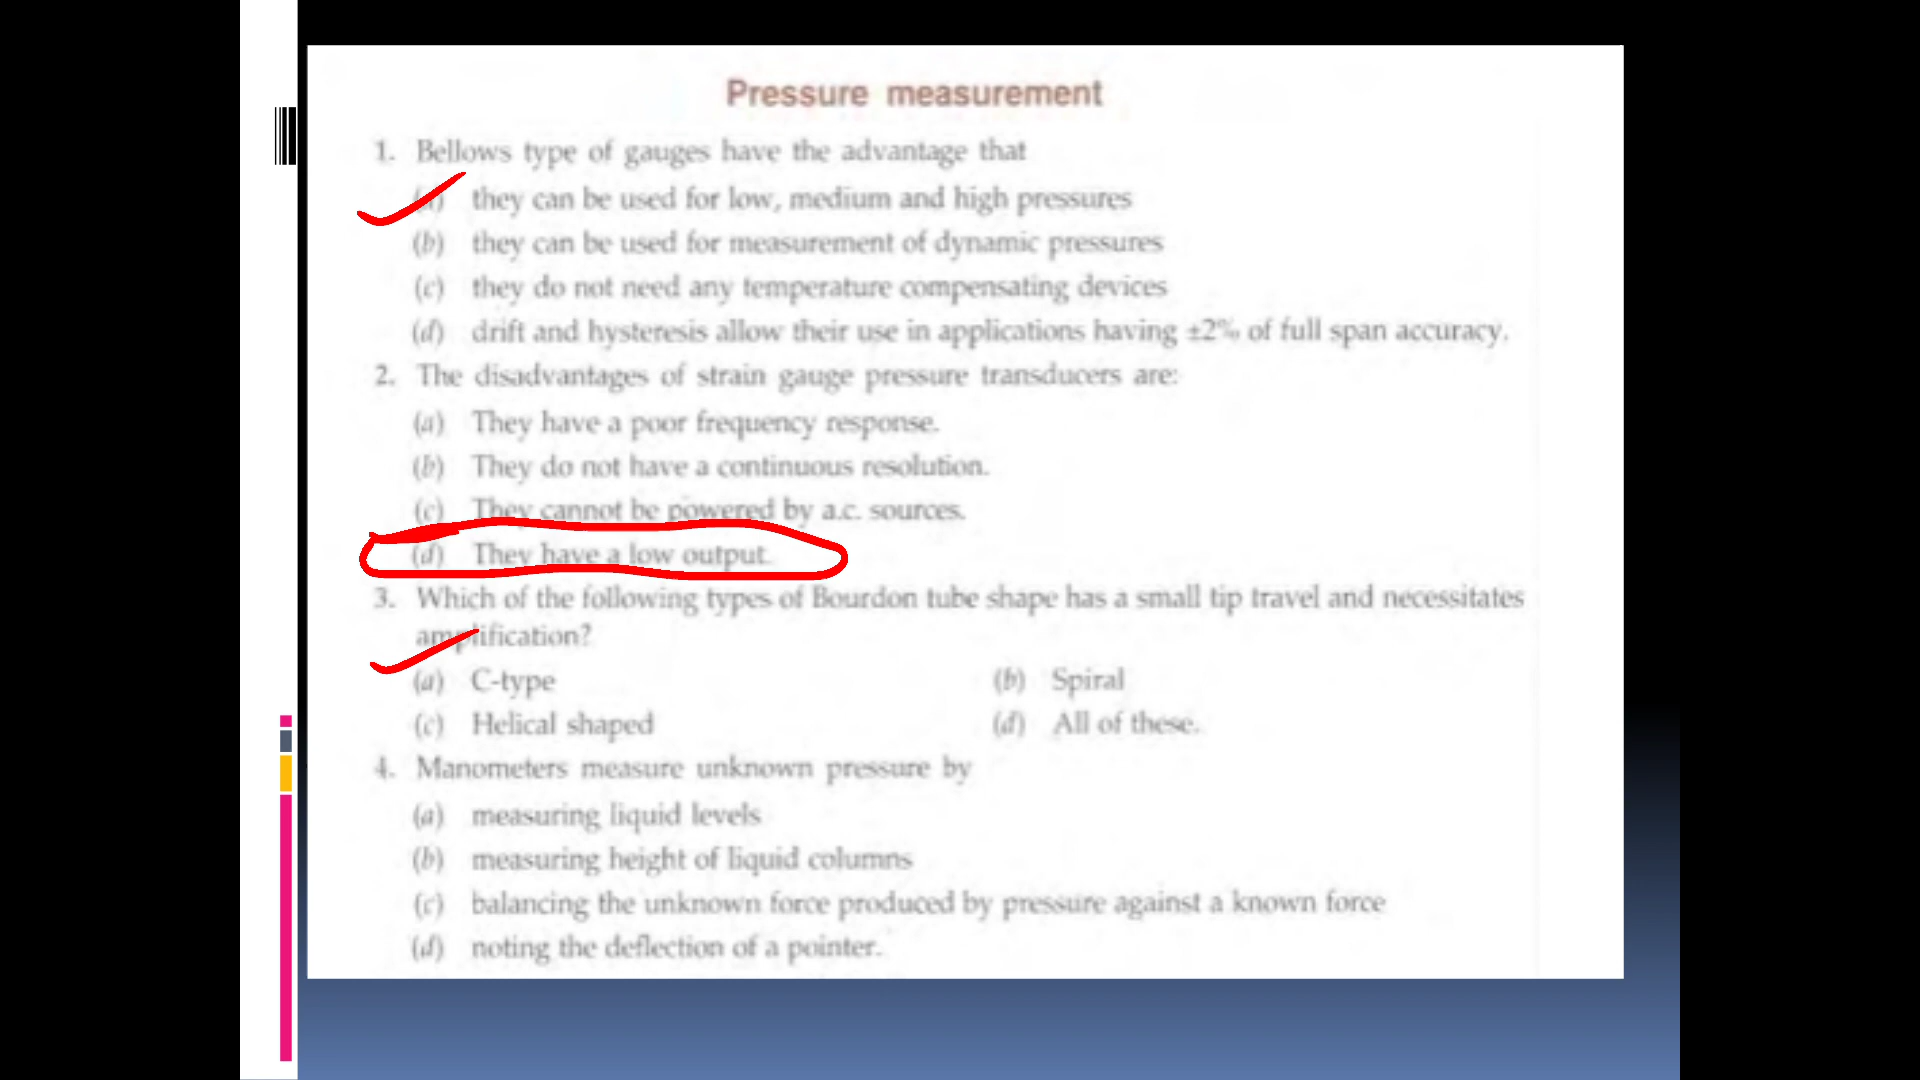 Pressure measurement
1. Bellows type of gauges have the advantage that
they can be used for low, medium and high pressures
(b) they can be used for measurement of dynamic pressures
(c) they do not need any temperature compensating devices
(d) drift and hysteresis allow their use in applications having ±2% of full span accuracy.
2. The disadvantages of strain gauge pressure transducers are:
(a) They have a poor frequency response.
(b) They do not have a continuous resolution.
(c) They cannot be powered by a.c. sources.
(d) They have a low output.
3. Which of the following types of Bourdon tube shape has a small tip travel and necessitates
amplification?
(a) C-type (b) Spiral
(c) Helical shaped (d) All of these.
4. Manometers measure unknown pressure by
(a) measuring liquid levels
(b) measuring height of liquid columns
(c) balancing the unknown force produced by pressure against a known force
(d) noting the deflection of a pointer.